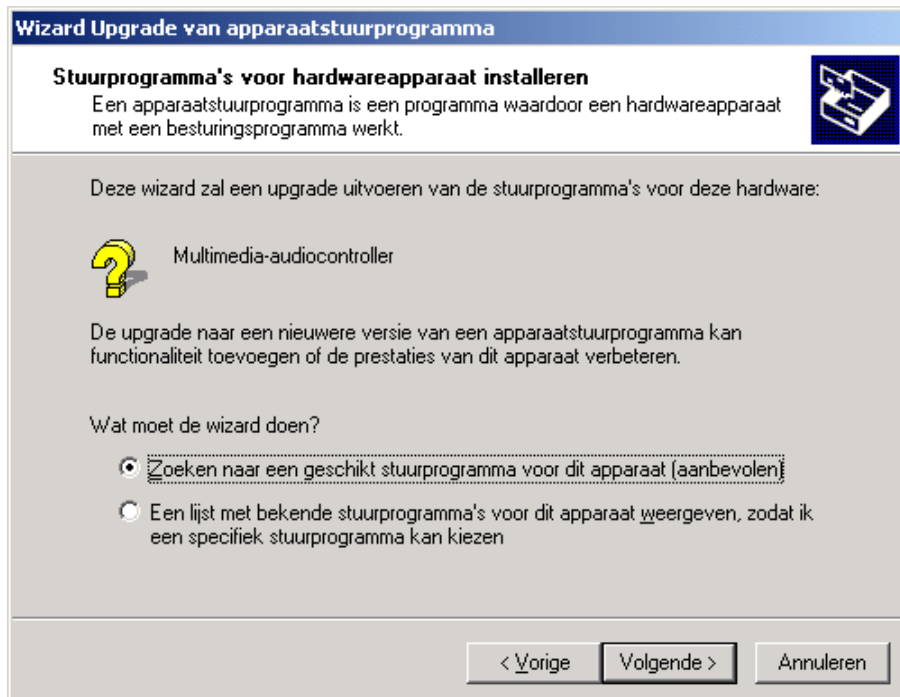 Wizard Upgrade van apparaatstuurprogramma
Stuurprogramma's voor hardwareapparaat installeren
Een apparaatstuurprogramma is een programma waardoor een hardwareapparaat
met een besturingsprogramma werkt.
Deze wizard zal een upgrade uitvoeren van de stuurprogramma's voor deze hardware:
Multimedia-audiocontroller
De upgrade naar een nieuwere versie van een apparaatstuurprogramma kan
functionaliteit toevoegen of de prestaties van dit apparaat verbeteren.
Wat moet de wizard doen?
Zoeken naar een geschikt stuurprogramma voor dit apparaat (aanbevolen)
Een lijst met bekende stuurprogramma's voor dit apparaat weergeven, zodat ik
een specifiek stuurprogramma kan kiezen
< Vorige
Volgende >
Annuleren